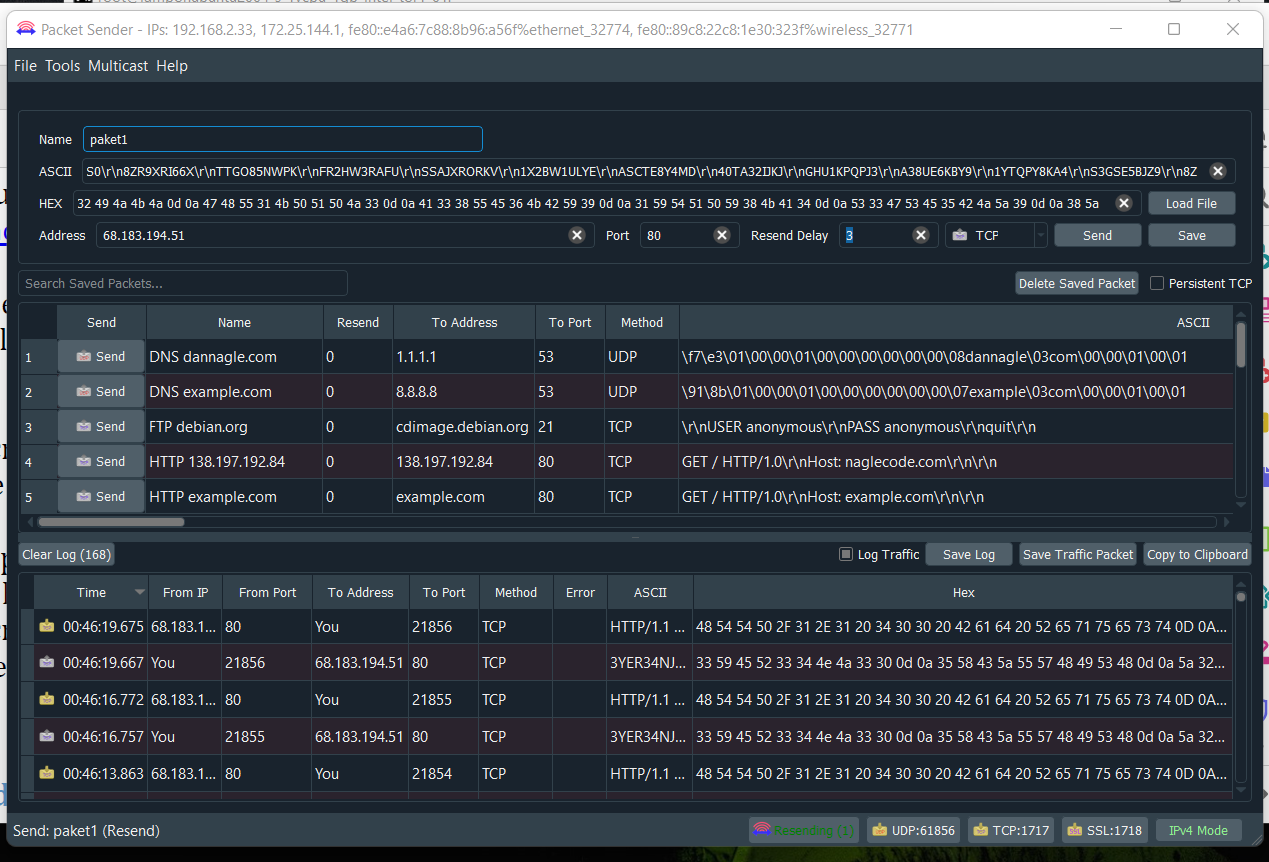 Packet Sender - IPs: 192.168.2.33, 172.25.144.1, fe80::e4a6:7c88:8b96:a56f%ethernet_32774, fe80::89c8:22c8:1e30:323f%wireless_32771
File Tools Multicast Help
Name paket1
ASCII S0\r\n8ZR9XRI66X\r\nTTGO85NWPK\r\nFR2HW3RAFU\r\nSSAJXRORKV\r\n1X2BW1ULYE\r\nASCTE8Y4MD\r\n40TA32IJKJ\r\nGHU1KPQPJ3\r\nA38UE6KBY9\r\n1YTQPY8KA4\r\nS3GSE5BJZ9\r\n8Z
HEX 32 49 4a 4b 4a 0d 0a 47 48 55 31 4b 50 51 50 4a 33 0d 0a 41 33 38 55 45 36 4b 42 59 39 0d 0a 31 59 54 51 50 59 38 4b 41 34 0d 0a 53 33 47 53 45 35 42 4a 5a 39 0d 0a 38 5a Load File
Address 68.183.194.51 Port 80 Resend Delay 3 TCP Send Save
Search Saved Packets... Delete Saved Packet Persistent TCP
Send Name Resend To Address To Port Method ASCII
1 Send DNS dannagle.com 0 1.1.1.1 53 UDP \f7\e3\01\00\00\01\00\00\00\00\00\00\08dannagle\03com\00\00\01\00\01
2 Send DNS example.com 0 8.8.8.8 53 UDP \91\8b\01\00\00\01\00\00\00\00\00\00\07example\03com\00\00\01\00\01
3 Send FTP debian.org 0 cdimage.debian.org 21 TCP \r\nUSER anonymous\r\nPASS anonymous\r\nquit\r\n
4 Send HTTP 138.197.192.84 0 138.197.192.84 80 TCP GET / HTTP/1.0\r\nHost: naglecode.com\r\n\r\n
5 Send HTTP example.com 0 example.com 80 TCP GET / HTTP/1.0\r\nHost: example.com\r\n\r\n
Clear Log (168) Log Traffic Save Log Save Traffic Packet Copy to Clipboard
Time From IP From Port To Address To Port Method Error ASCII Hex
00:46:19.675 68.183.1... 80 You 21856 TCP HTTP/1.1 ... 48 54 54 50 2F 31 2E 31 20 34 30 30 20 42 61 64 20 52 65 71 75 65 73 74 0D 0A...
00:46:19.667 You 21856 68.183.194.51 80 TCP 3YER34NJ... 33 59 45 52 33 34 4e 4a 33 30 0d 0a 35 58 43 5a 55 57 48 49 53 48 0d 0a 5a 32...
00:46:16.772 68.183.1... 80 You 21855 TCP HTTP/1.1 ... 48 54 54 50 2F 31 2E 31 20 34 30 30 20 42 61 64 20 52 65 71 75 65 73 74 0D 0A...
00:46:16.757 You 21855 68.183.194.51 80 TCP 3YER34NJ... 33 59 45 52 33 34 4e 4a 33 30 0d 0a 35 58 43 5a 55 57 48 49 53 48 0d 0a 5a 32...
00:46:13.863 68.183.1... 80 You 21854 TCP HTTP/1.1 ... 48 54 54 50 2F 31 2E 31 20 34 30 30 20 42 61 64 20 52 65 71 75 65 73 74 0D 0A...
Send: paket1 (Resend) Resending (1) UDP:61856 TCP:1717 SSL:1718 IPv4 Mode